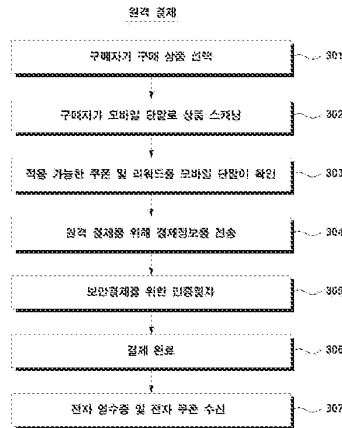 원격 결제
구매자가 구매 상품 선택
301
구매자가 모바일 단말로 상품 스캐닝
302
적용 가능한 쿠폰 및 리워드를 모바일 단말이 확인
303
원격 결제를 위해 결제정보를 전송
304
보안결제를 위한 인증절차
305
결제 완료
306
전자 영수증 및 전자 쿠폰 수신
307